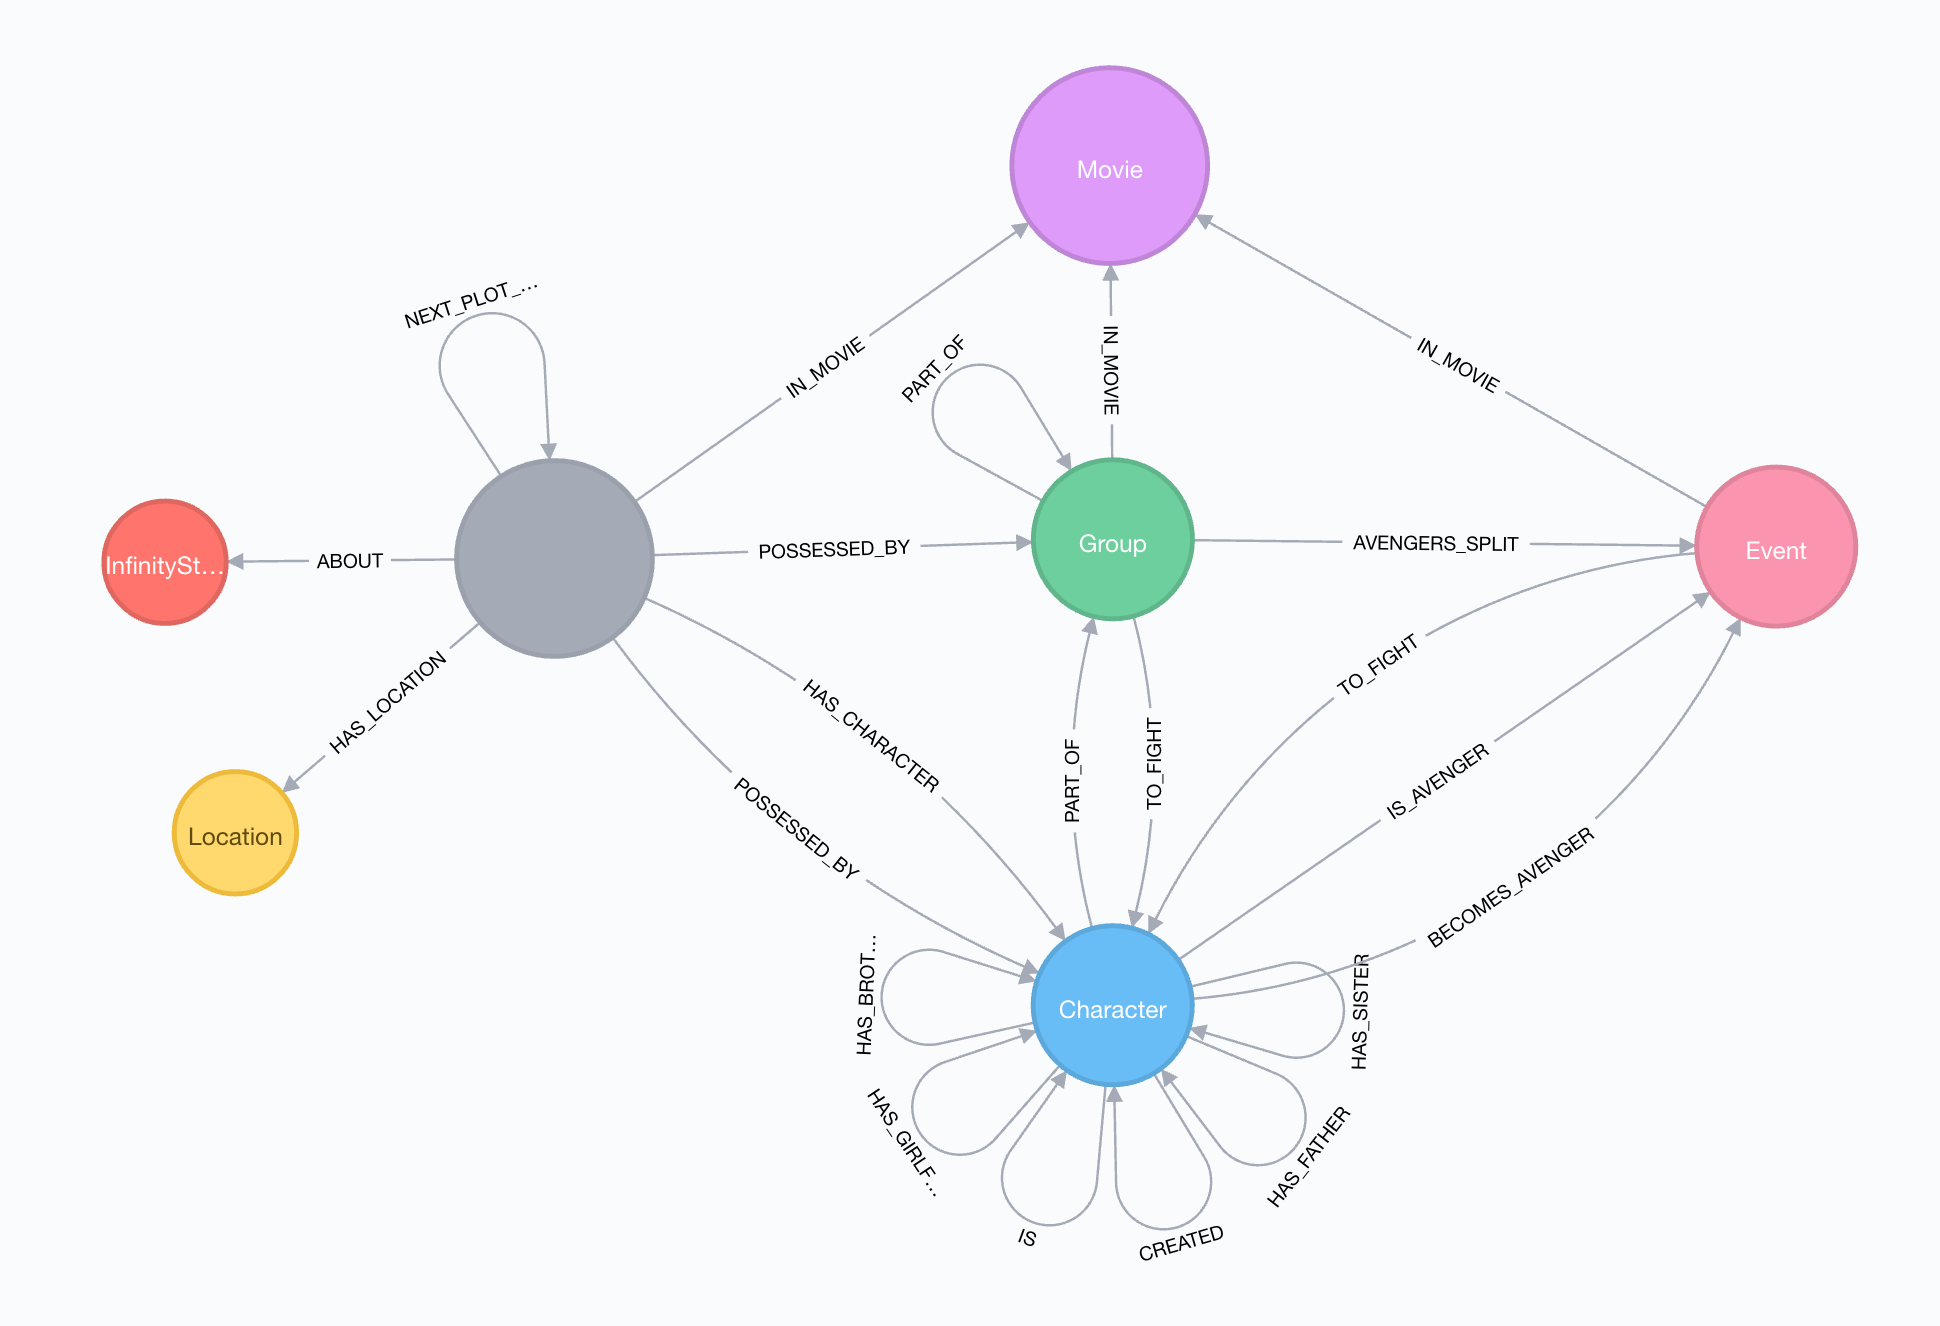 Movie
NEXT_PLOT_...
IN_MOVIE
IN_MOVIE
IN_MOVIE
PART_OF
InfinitySt...
ABOUT
POSSESSED_BY
Group
AVENGERS_SPLIT
Event
HAS_LOCATION
HAS_CHARACTER
TO_FIGHT
PART_OF
TO_FIGHT
IS_AVENGER
POSSESSED_BY
Location
BECOMES_AVENGER
HAS_BROT...
Character
HAS_SISTER
HAS_GIRLF...
HAS_FATHER
IS
CREATED